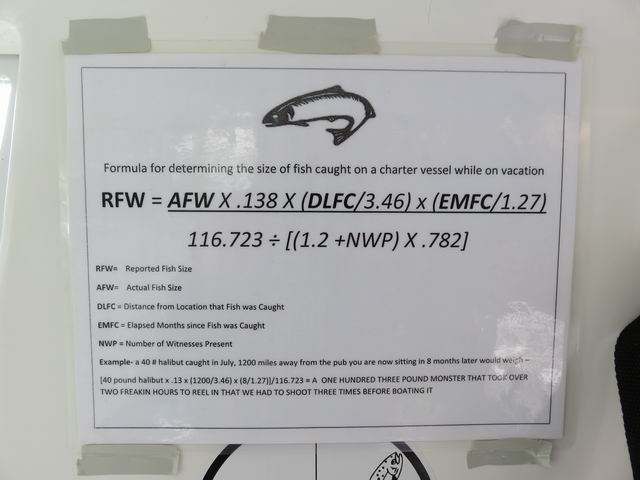 Formula for determining the size of fish caught on a charter vessel while on vacation
RFW = AFW X .138 X (DLFC/3.46) x (EMFC/1.27)
116.723 ÷ [(1.2 +NWP) X .782]
RFW= Reported Fish Size
AFW= Actual Fish Size
DLFC = Distance from Location that Fish was Caught
EMFC = Elapsed Months since Fish was Caught
NWP = Number of Witnesses Present
Example- a 40 # halibut caught in July, 1200 miles away from the pub you are now sitting in 8 months later would weigh –
[40 pound halibut x .13 x (1200/3.46) x (8/1.27)]/116.723 = A ONE HUNDRED THREE POUND MONSTER THAT TOOK OVER
TWO FREAKIN HOURS TO REEL IN THAT WE HAD TO SHOOT THREE TIMES BEFORE BOATING IT